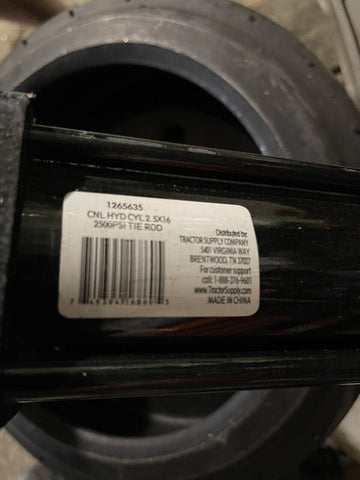 1265635
CNL HYD CYL 2.5X16
2500PSI TIE ROD
Distributed by:
TRACTOR SUPPLY COMPANY
5401 VIRGINIA WAY
BRENTWOOD, TN 37027
For customer support
call: 1-888-376-9601
www.TractorSupply.com
MADE IN CHINA